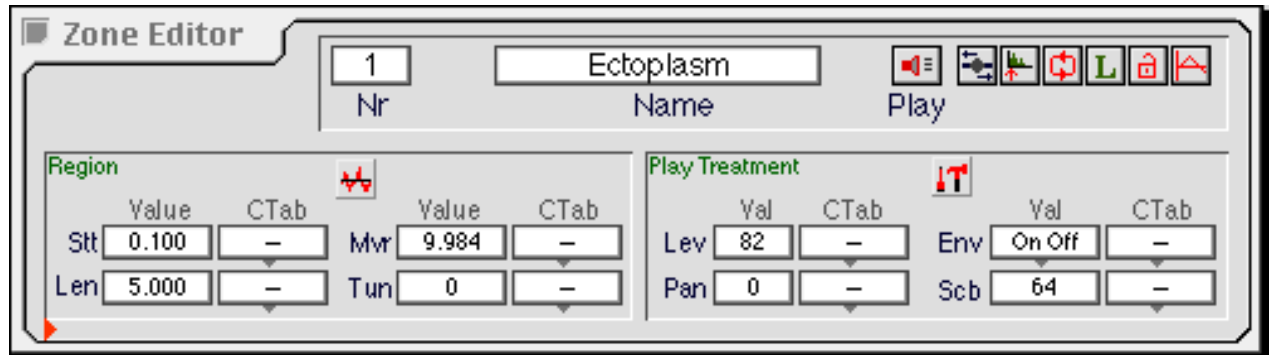 Zone Editor
1 Ectoplasm L
Nr Name Play
Region Play Treatment
Value CTab Value CTab Val CTab Val CTab
Stt 0.100 – Mvr 9.984 – Lev 82 – Env On Off –
Len 5.000 – Tun 0 – Pan 0 – Scb 64 –